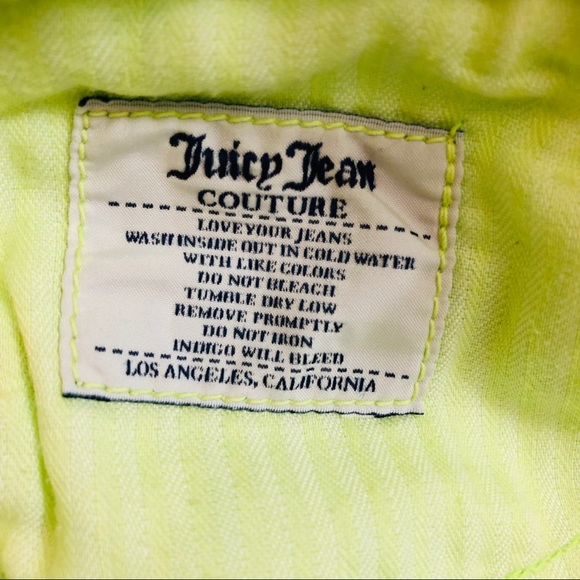 Juicy Jean
COUTURE
LOVE YOUR JEANS
WASH INSIDE OUT IN COLD WATER
WITH LIKE COLORS
DO NOT BLEACH
TUMBLE DRY LOW
REMOVE PROMPTLY
DO NOT IRON
INDIGO WILL BLEED
LOS ANGELES, CALIFORNIA